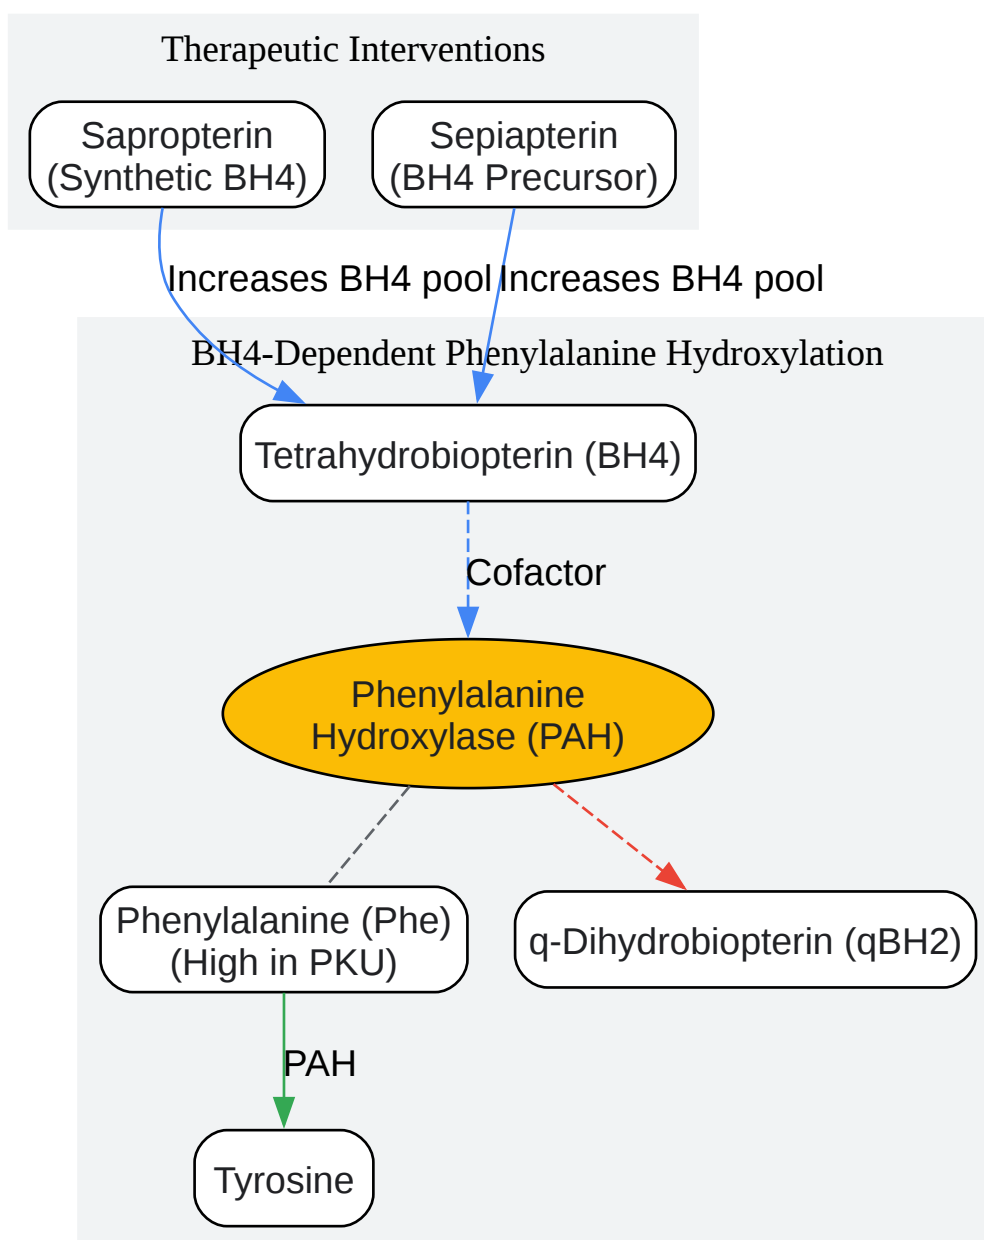 Therapeutic Interventions
Sapropterin
(Synthetic BH4)
Sepiapterin
(BH4 Precursor)
Increases BH4 pool
Increases BH4 pool
BH4-Dependent Phenylalanine Hydroxylation
Tetrahydrobiopterin (BH4)
Cofactor
Phenylalanine
Hydroxylase (PAH)
Phenylalanine (Phe)
(High in PKU)
q-Dihydrobiopterin (qBH2)
PAH
Tyrosine